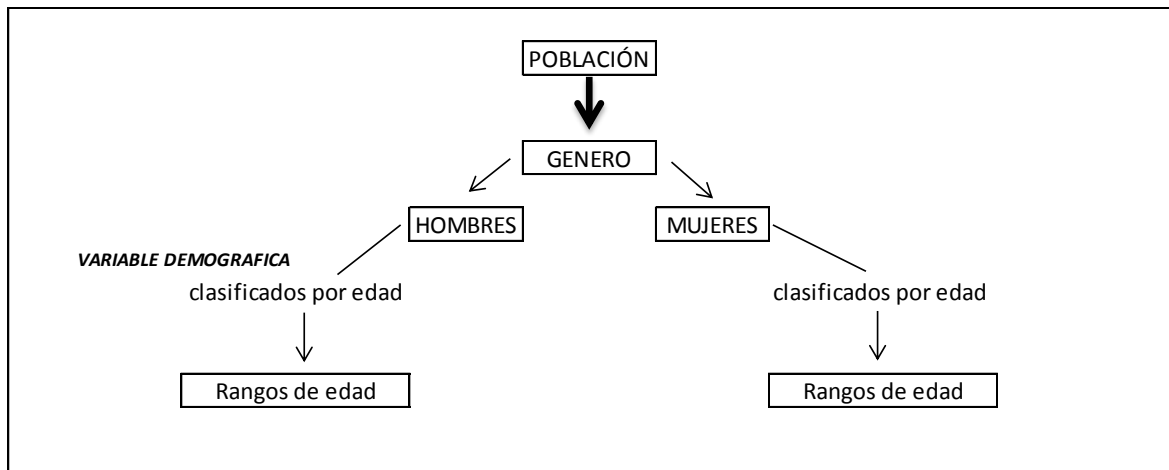 POBLACIÓN
GENERO
HOMBRES
MUJERES
VARIABLE DEMOGRAFICA
clasificados por edad
clasificados por edad
Rangos de edad
Rangos de edad